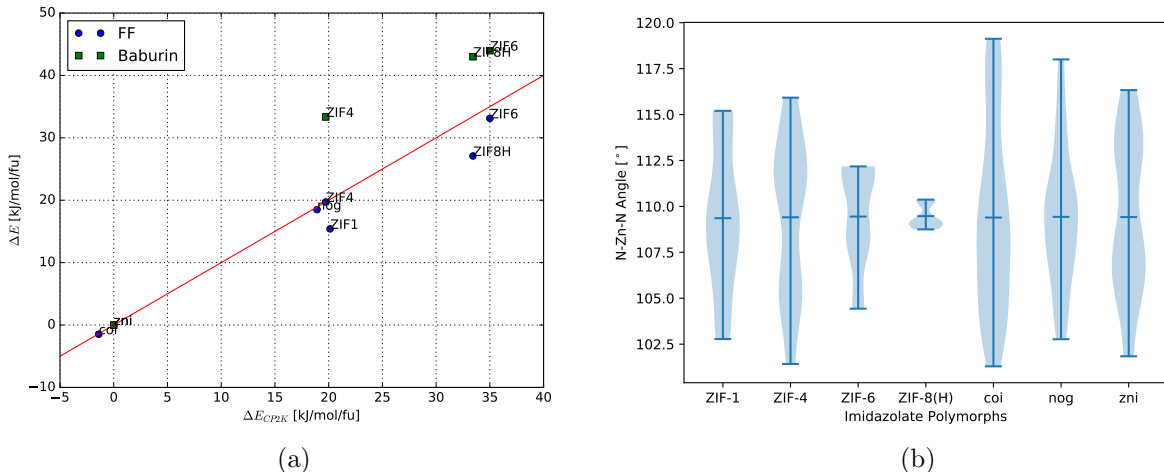 50
40
30
20
10
0
−10
ΔE [kJ/mol/fu]
FF
Baburin
ZIF6
ZIF8H
ZIF4
ZIF6
ZIF8H
ZIF4
ZIF1
coi
zni
−5 0 5 10 15 20 25 30 35 40
ΔE_{CP2K} [kJ/mol/fu]
(a)
120.0
117.5
115.0
112.5
110.0
107.5
105.0
102.5
N-Zn-N Angle [°]
ZIF-1 ZIF-4 ZIF-6 ZIF-8(H) coi nog zni
Imidazolate Polymorphs
(b)